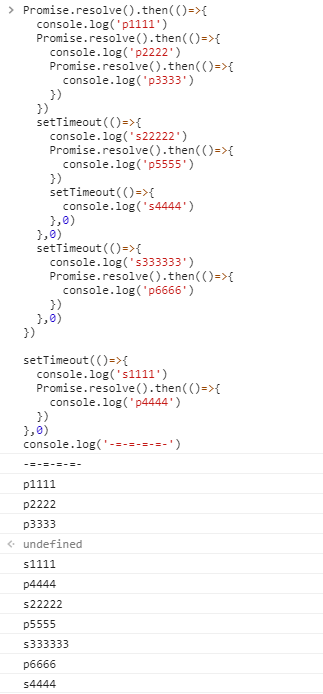 > Promise.resolve().then(()=>{
console.log('p1111')
Promise.resolve().then(()=>{
console.log('p2222')
Promise.resolve().then(()=>{
console.log('p3333')
})
})
setTimeout(()=>{
console.log('s22222')
Promise.resolve().then(()=>{
console.log('p5555')
})
setTimeout(()=>{
console.log('s4444')
},0)
},0)
setTimeout(()=>{
console.log('s333333')
Promise.resolve().then(()=>{
console.log('p6666')
})
},0)
})
setTimeout(()=>{
console.log('s1111')
Promise.resolve().then(()=>{
console.log('p4444')
})
},0)
console.log('-=-=-=-=-')
-=-=-=-=-
p1111
p2222
p3333
undefined
s1111
p4444
s22222
p5555
s333333
p6666
s4444